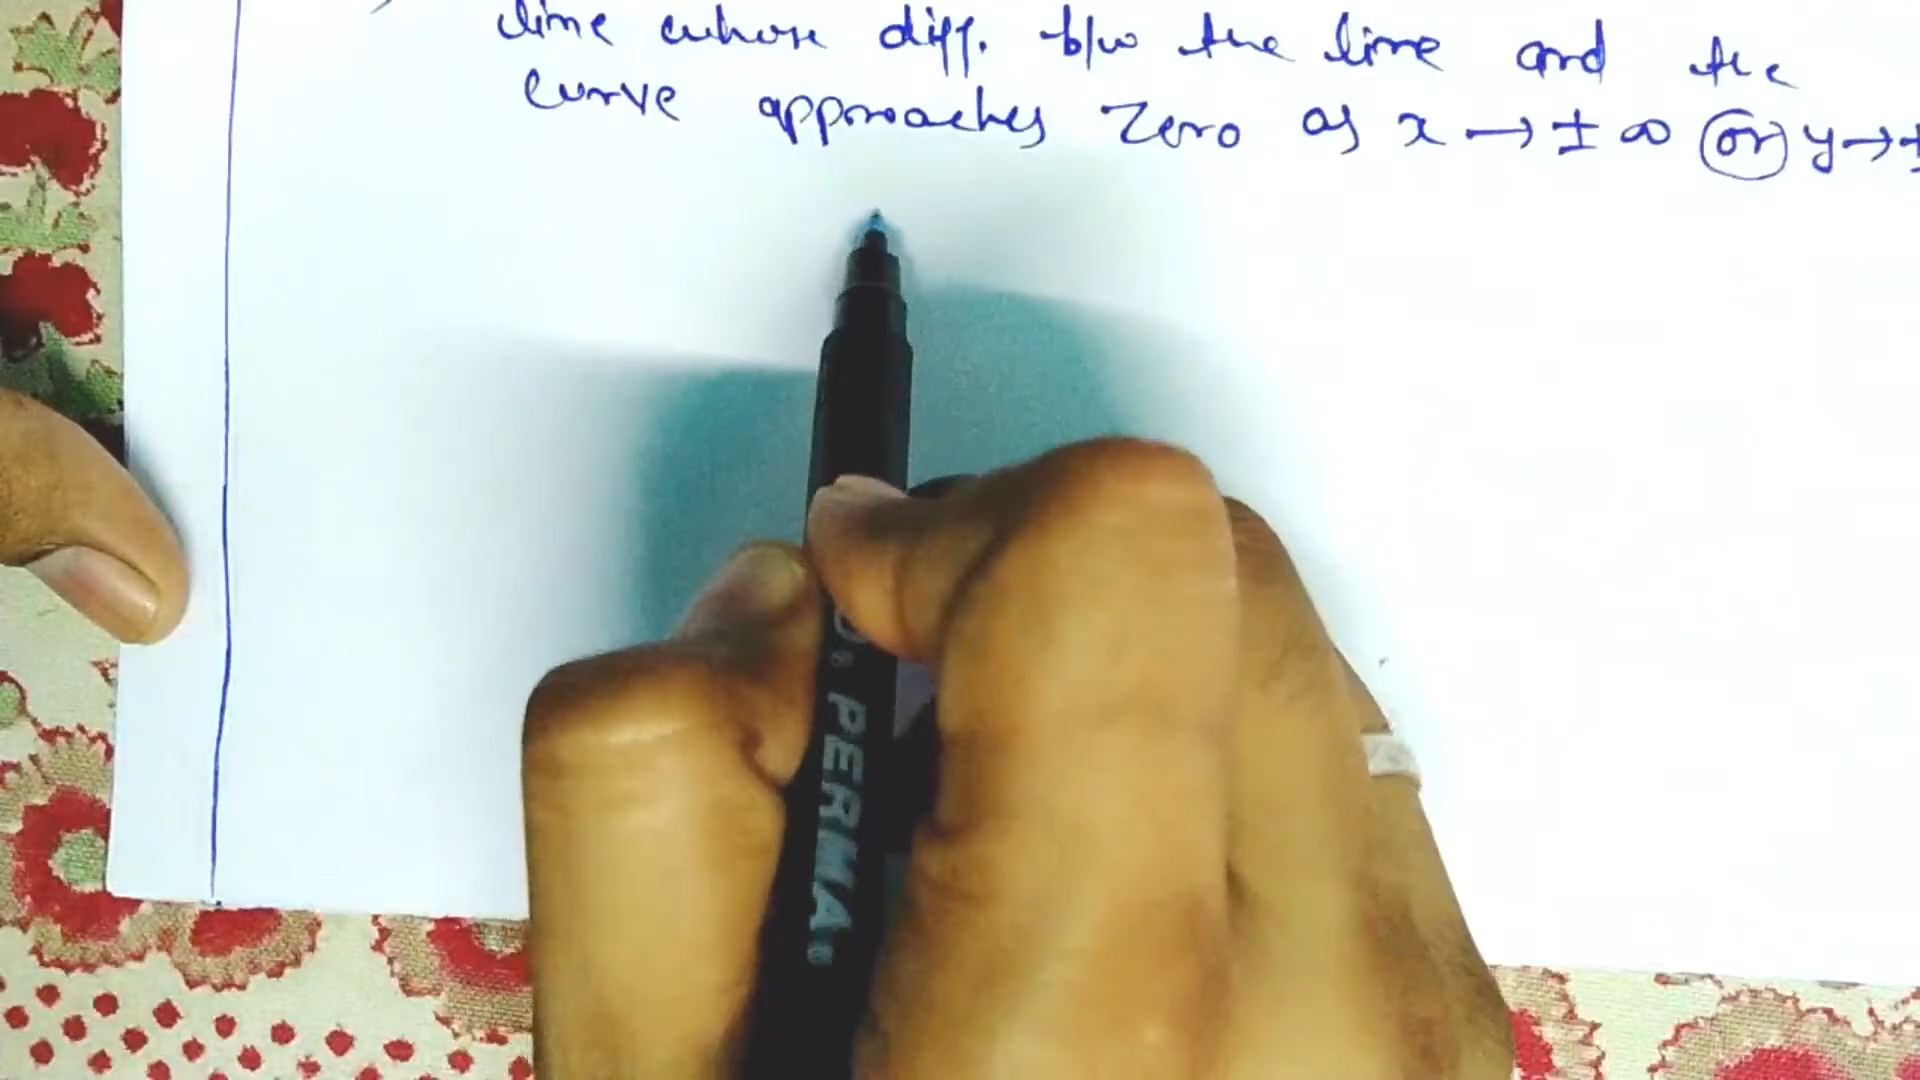 line whose diff. b/w the line and the
curve approaches zero as x → ± ∞ or y → ±
PERMA